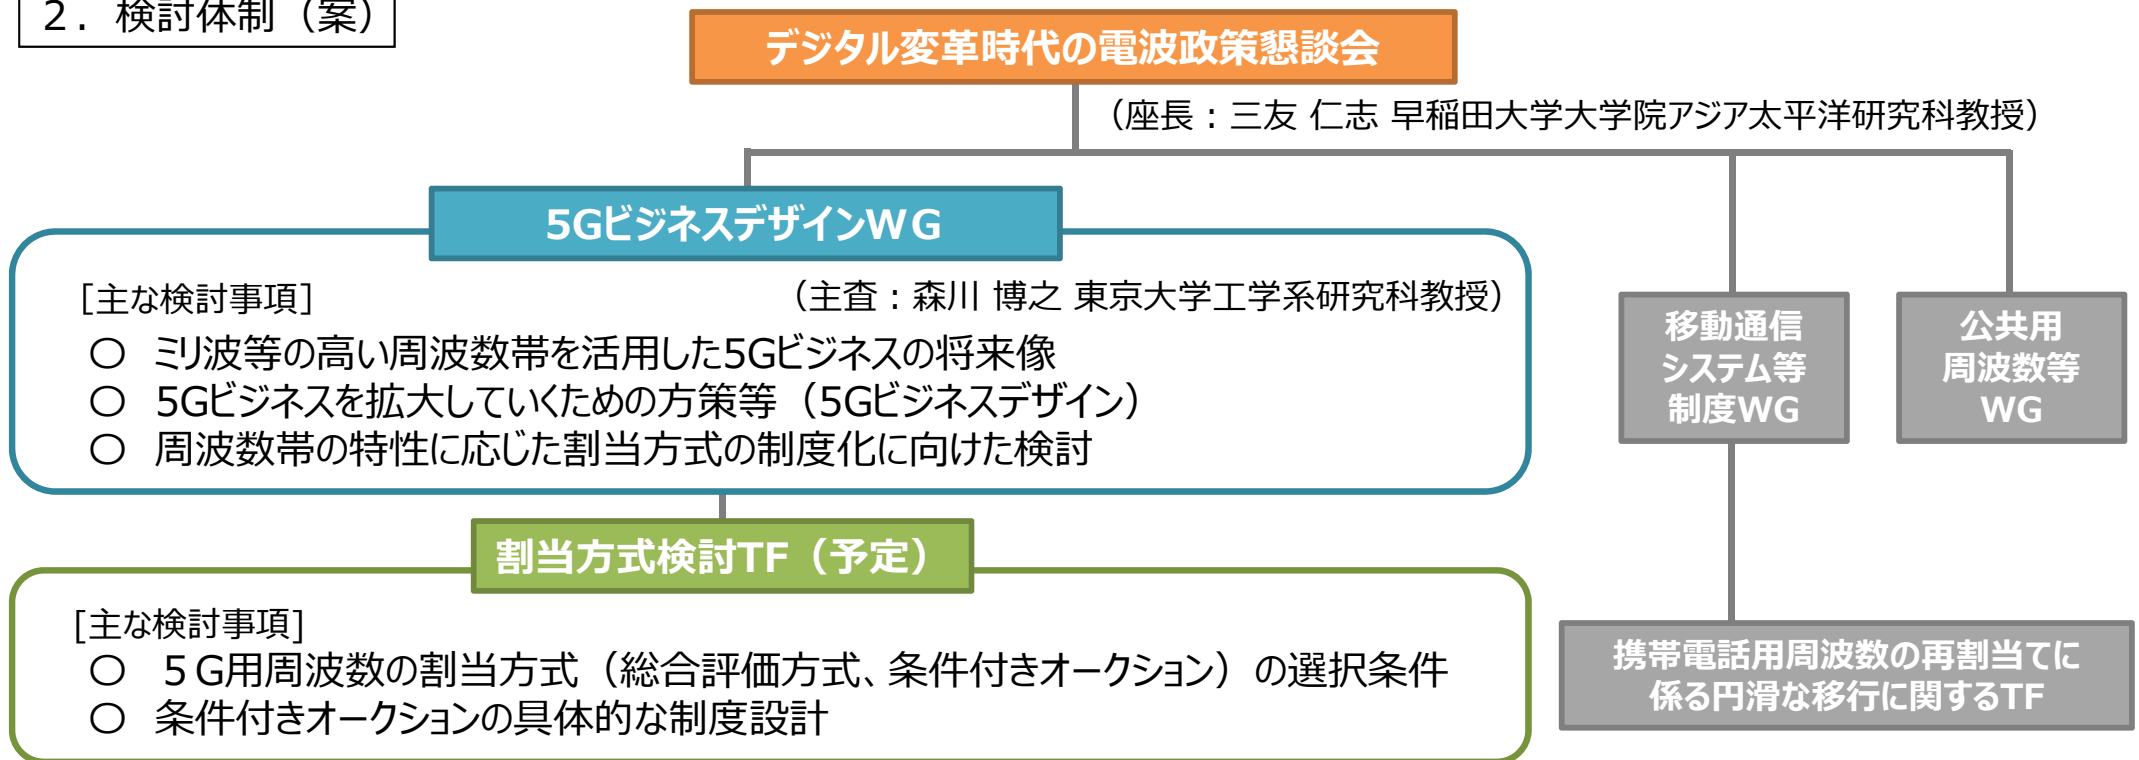 ２．検討体制（案）
デジタル変革時代の電波政策懇談会
（座長：三友 仁志 早稲田大学大学院アジア太平洋研究科教授）
5GビジネスデザインＷＧ
［主な検討事項］
（主査：森川 博之 東京大学工学系研究科教授）
○ ミリ波等の高い周波数帯を活用した5Gビジネスの将来像
○ 5Gビジネスを拡大していくための方策等（5Gビジネスデザイン）
○ 周波数帯の特性に応じた割当方式の制度化に向けた検討
移動通信
システム等
制度WG
公共用
周波数等
WG
割当方式検討TF（予定）
［主な検討事項］
○ ５G用周波数の割当方式（総合評価方式、条件付きオークション）の選択条件
○ 条件付きオークションの具体的な制度設計
携帯電話用周波数の再割当てに
係る円滑な移行に関するTF